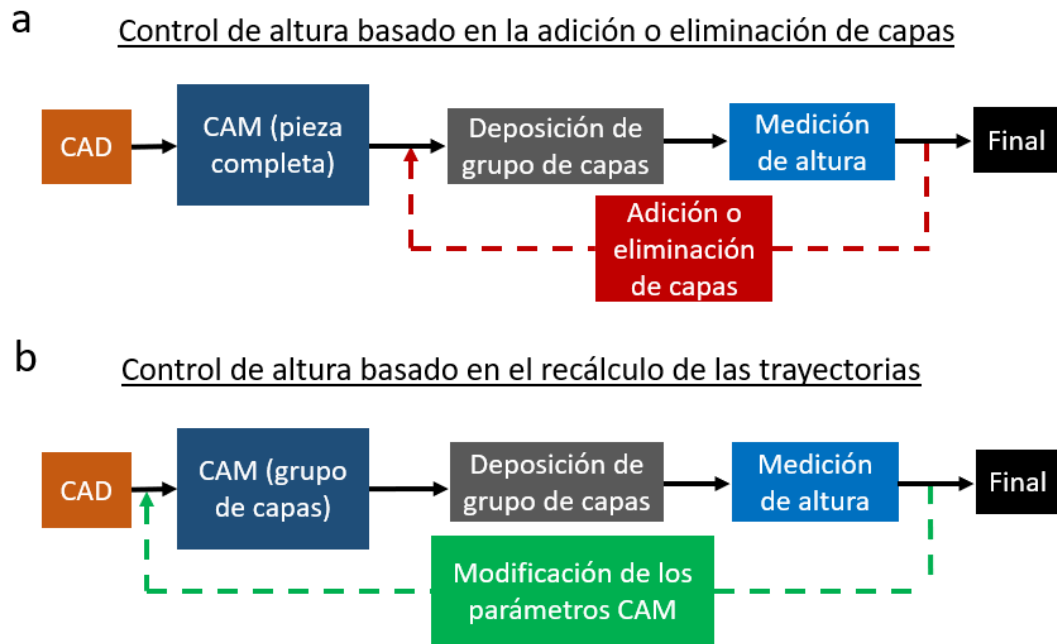 a
Control de altura basado en la adición o eliminación de capas
CAD
CAM (pieza
completa)
Deposición de
grupo de capas
Medición
de altura
Final
Adición o
eliminación
de capas
b
Control de altura basado en el recálculo de las trayectorias
CAD
CAM (grupo
de capas)
Deposición de
grupo de capas
Medición
de altura
Final
Modificación de los
parámetros CAM